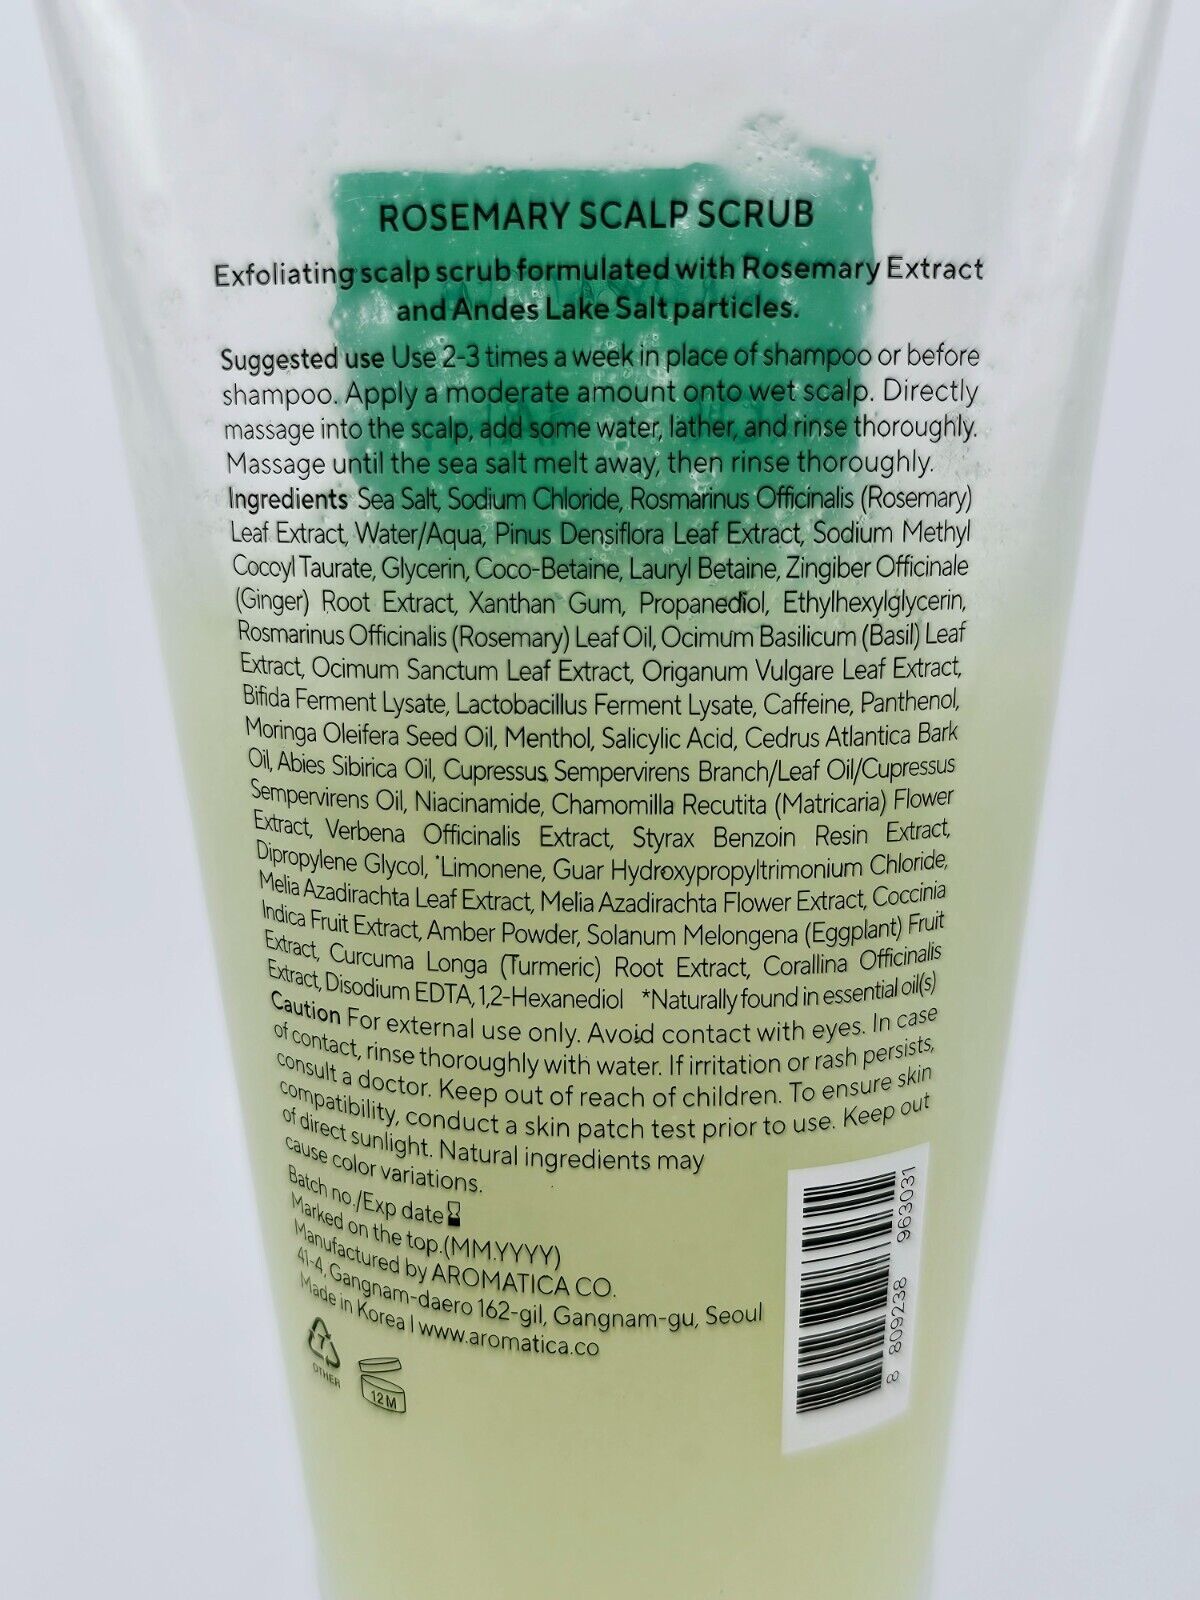 ROSEMARY SCALP SCRUB
Exfoliating scalp scrub formulated with Rosemary Extract
and Andes Lake Salt particles.
Suggested use Use 2-3 times a week in place of shampoo or before
shampoo. Apply a moderate amount onto wet scalp. Directly
massage into the scalp, add some water, lather, and rinse thoroughly.
Massage until the sea salt melt away, then rinse thoroughly.
Ingredients Sea Salt, Sodium Chloride, Rosmarinus Officinalis (Rosemary)
Leaf Extract, Water/Aqua, Pinus Densiflora Leaf Extract, Sodium Methyl
Cocoyl Taurate, Glycerin, Coco-Betaine, Lauryl Betaine, Zingiber Officinale
(Ginger) Root Extract, Xanthan Gum, Propanediol, Ethylhexylglycerin,
Rosmarinus Officinalis (Rosemary) Leaf Oil, Ocimum Basilicum (Basil) Leaf
Extract, Ocimum Sanctum Leaf Extract, Origanum Vulgare Leaf Extract,
Bifida Ferment Lysate, Lactobacillus Ferment Lysate, Caffeine, Panthenol,
Moringa Oleifera Seed Oil, Menthol, Salicylic Acid, Cedrus Atlantica Bark
Oil, Abies Sibirica Oil, Cupressus Sempervirens Branch/Leaf Oil/Cupressus
Sempervirens Oil, Niacinamide, Chamomilla Recutita (Matricaria) Flower
Extract, Verbena Officinalis Extract, Styrax Benzoin Resin Extract,
Dipropylene Glycol, *Limonene, Guar Hydroxypropyltrimonium Chloride,
Melia Azadirachta Leaf Extract, Melia Azadirachta Flower Extract, Coccinia
Indica Fruit Extract, Amber Powder, Solanum Melongena (Eggplant) Fruit
Extract, Curcuma Longa (Turmeric) Root Extract, Corallina Officinalis
Extract, Disodium EDTA, 1,2-Hexanediol *Naturally found in essential oil(s)
Caution For external use only. Avoid contact with eyes. In case
of contact, rinse thoroughly with water. If irritation or rash persists,
consult a doctor. Keep out of reach of children. To ensure skin
compatibility, conduct a skin patch test prior to use. Keep out
of direct sunlight. Natural ingredients may
cause color variations.
Batch no./Exp date
Marked on the top.(MM.YYYY)
Manufactured by AROMATICA CO.
41-4, Gangnam-daero 162-gil, Gangnam-gu, Seoul
Made in Korea | www.aromatica.co
7
OTHER
12M
8 809238 963031